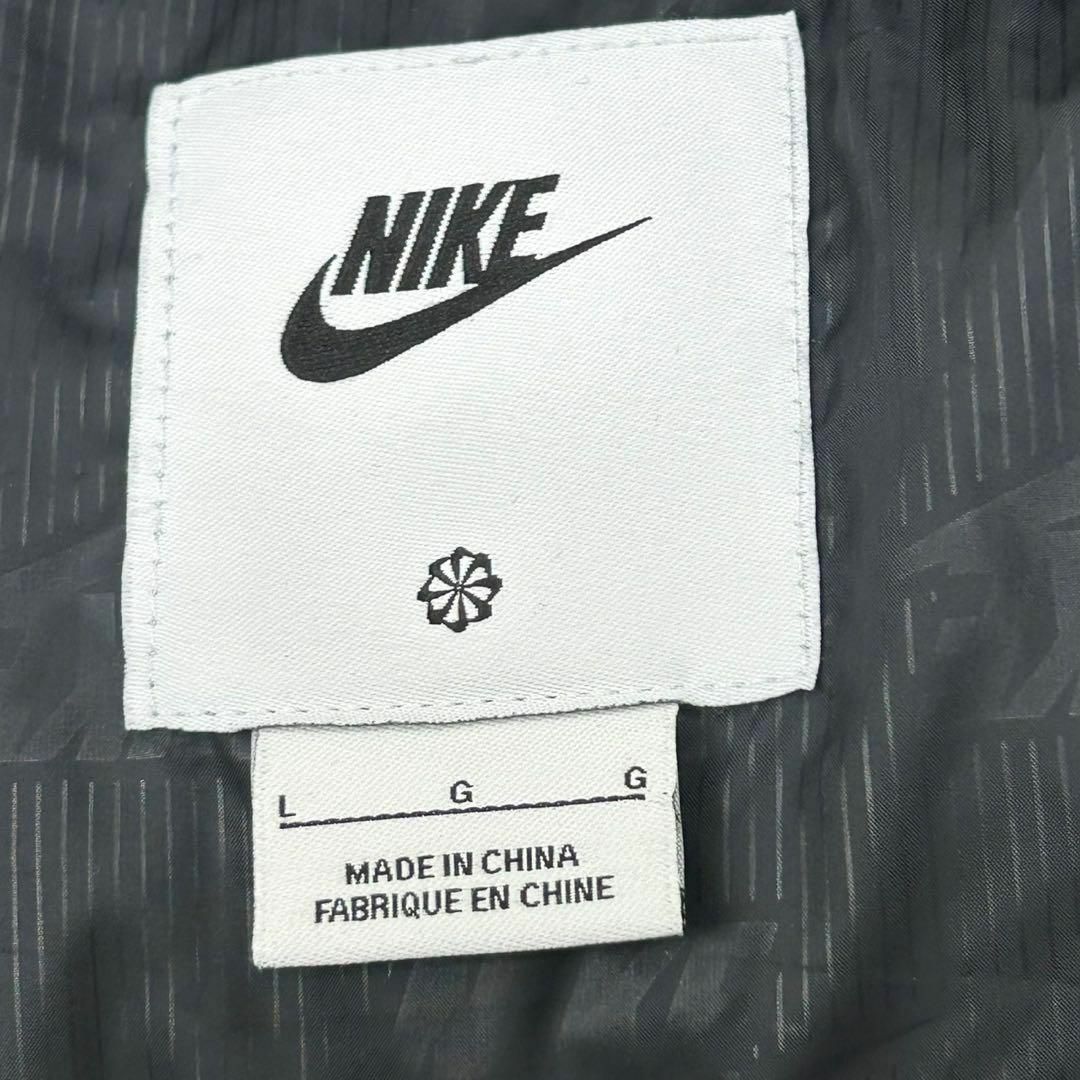 NIKE
L G G
MADE IN CHINA
FABRIQUE EN CHINE